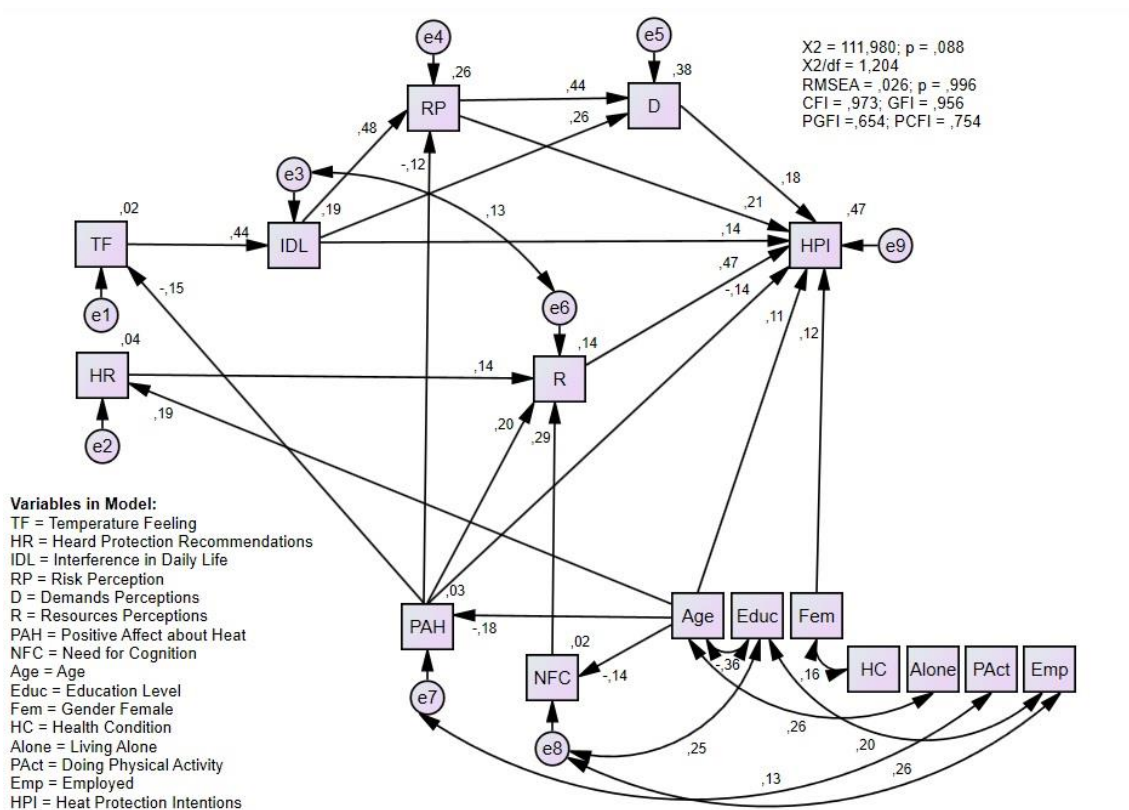 e4
e5
X2 = 111,980; p = ,088
X2/df = 1,204
RMSEA = ,026; p = ,996
CFI = ,973; GFI = ,956
PGFI =,654; PCFI = ,754
,26
,38
RP
,44
D
,26
,48
-,12
e3
,18
,19
,13
,21
,47
,02
TF
,44
IDL
,14
HPI
e9
,47
-,15
-,14
e1
e6
,11
,12
,04
,14
HR
,14
R
,19
,20
,29
e2
Variables in Model:
TF = Temperature Feeling
HR = Heard Protection Recommendations
IDL = Interference in Daily Life
RP = Risk Perception
D = Demands Perceptions
R = Resources Perceptions
PAH = Positive Affect about Heat
NFC = Need for Cognition
Age = Age
Educ = Education Level
Fem = Gender Female
HC = Health Condition
Alone = Living Alone
PAct = Doing Physical Activity
Emp = Employed
HPI = Heat Protection Intentions
,03
PAH
-,18
Age
Educ
Fem
,02
NFC
-,14
-,36
,16
HC
Alone
PAct
Emp
e7
e8
,26
,25
,20
,13
,26